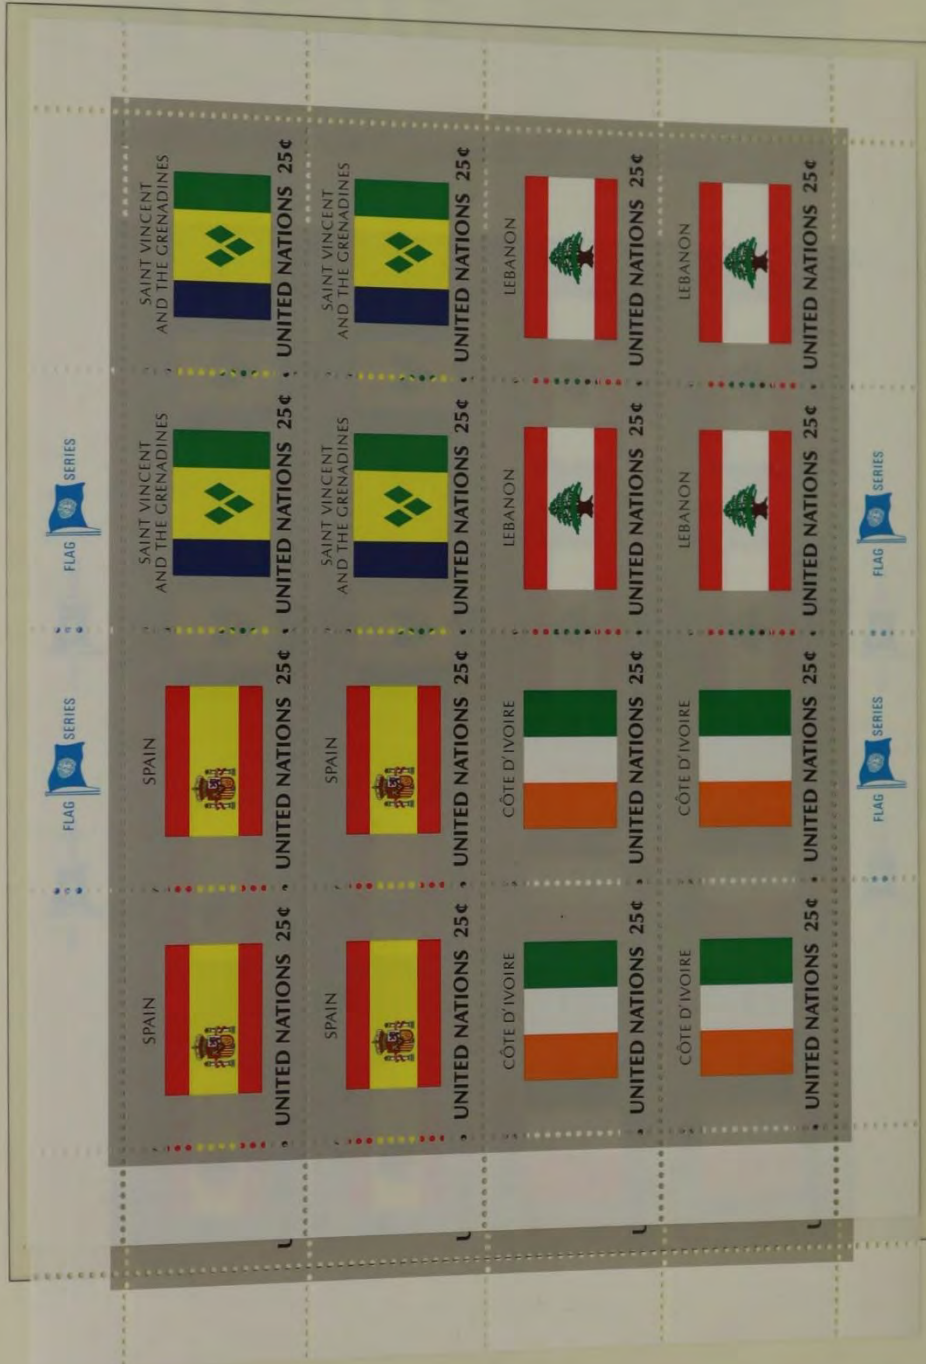 FLAG SERIES
FLAG SERIES
SPAIN
UNITED NATIONS 25¢
SPAIN
UNITED NATIONS 25¢
SAINT VINCENT
AND THE GRENADINES
UNITED NATIONS 25¢
SAINT VINCENT
AND THE GRENADINES
UNITED NATIONS 25¢
SPAIN
UNITED NATIONS 25¢
SPAIN
UNITED NATIONS 25¢
SAINT VINCENT
AND THE GRENADINES
UNITED NATIONS 25¢
SAINT VINCENT
AND THE GRENADINES
UNITED NATIONS 25¢
CÔTE D'IVOIRE
UNITED NATIONS 25¢
CÔTE D'IVOIRE
UNITED NATIONS 25¢
LEBANON
UNITED NATIONS 25¢
LEBANON
UNITED NATIONS 25¢
CÔTE D'IVOIRE
UNITED NATIONS 25¢
CÔTE D'IVOIRE
UNITED NATIONS 25¢
LEBANON
UNITED NATIONS 25¢
LEBANON
UNITED NATIONS 25¢
FLAG SERIES
FLAG SERIES